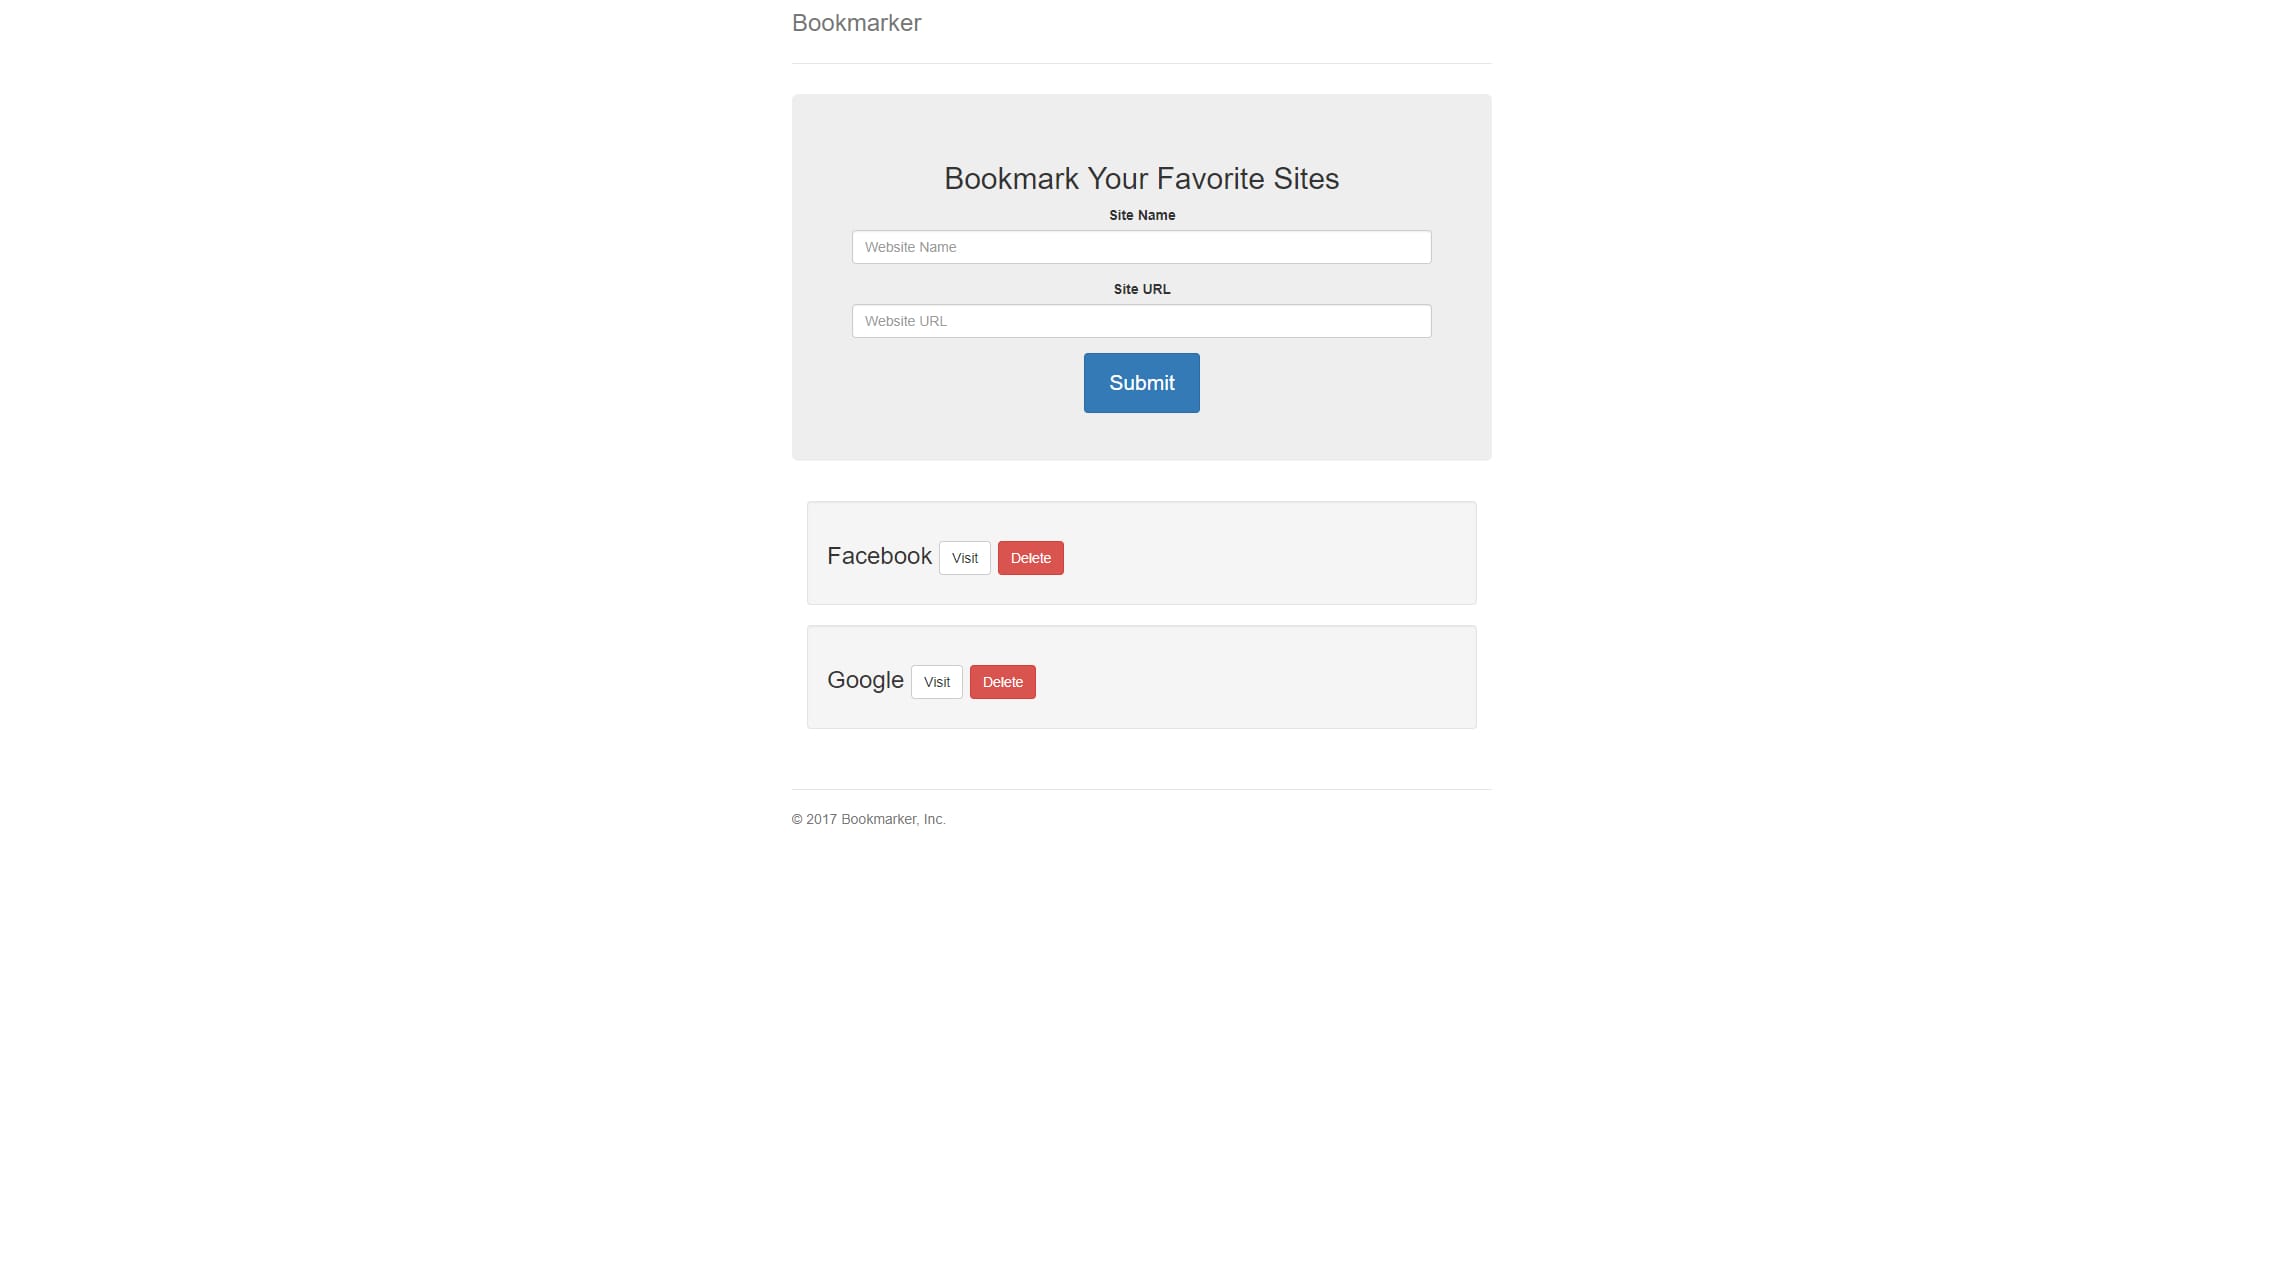 Bookmarker
Bookmark Your Favorite Sites
Site Name
Website Name
Site URL
Website URL
Submit
Facebook Visit Delete
Google Visit Delete
© 2017 Bookmarker, Inc.